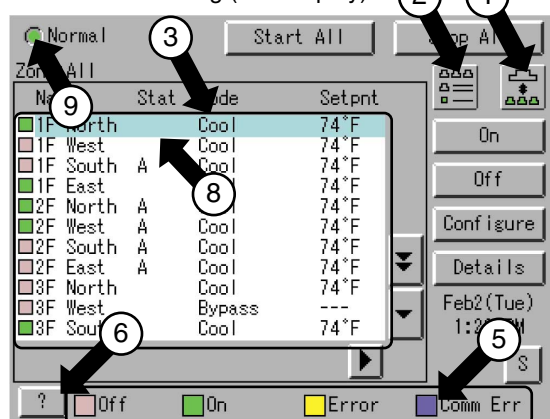 2 1
Normal 3 Start All
All
9 Stat Setpnt
1F North Cool 74°F
1F West Cool 74°F
1F South A Cool 74°F
1F East 8 74°F
2F North A 74°F
2F West A Cool 74°F
2F South A Cool 74°F
2F East A Cool 74°F
3F North Cool 74°F
3F West Bypass ---
3F Cool 74°F
On
Off
Configure
Details
Feb2(Tue)
6 5
S
? Off On Error Comm Err